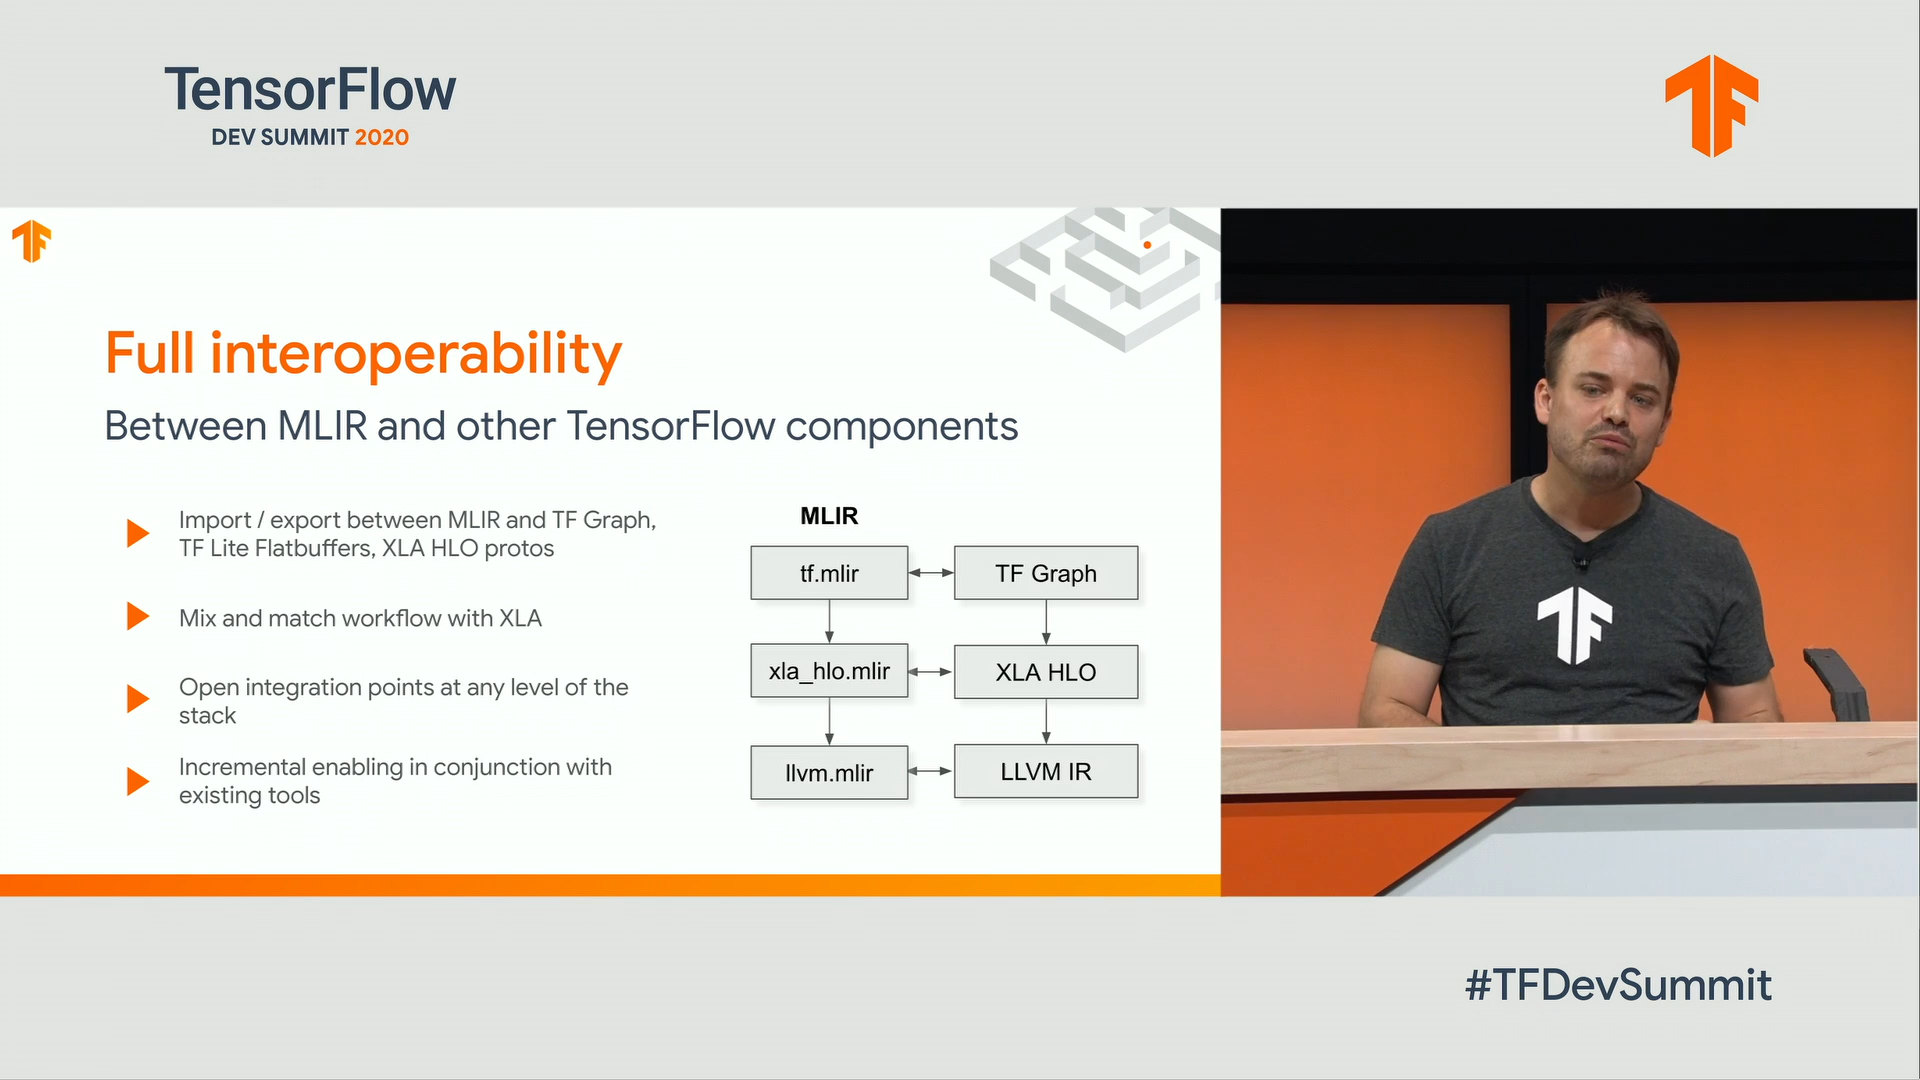 TensorFlow
DEV SUMMIT 2020
Full interoperability
Between MLIR and other TensorFlow components
Import / export between MLIR and TF Graph,
TF Lite Flatbuffers, XLA HLO protos
Mix and match workflow with XLA
Open integration points at any level of the
stack
Incremental enabling in conjunction with
existing tools
MLIR
tf.mlir
TF Graph
xla_hlo.mlir
XLA HLO
llvm.mlir
LLVM IR
#TFDevSummit